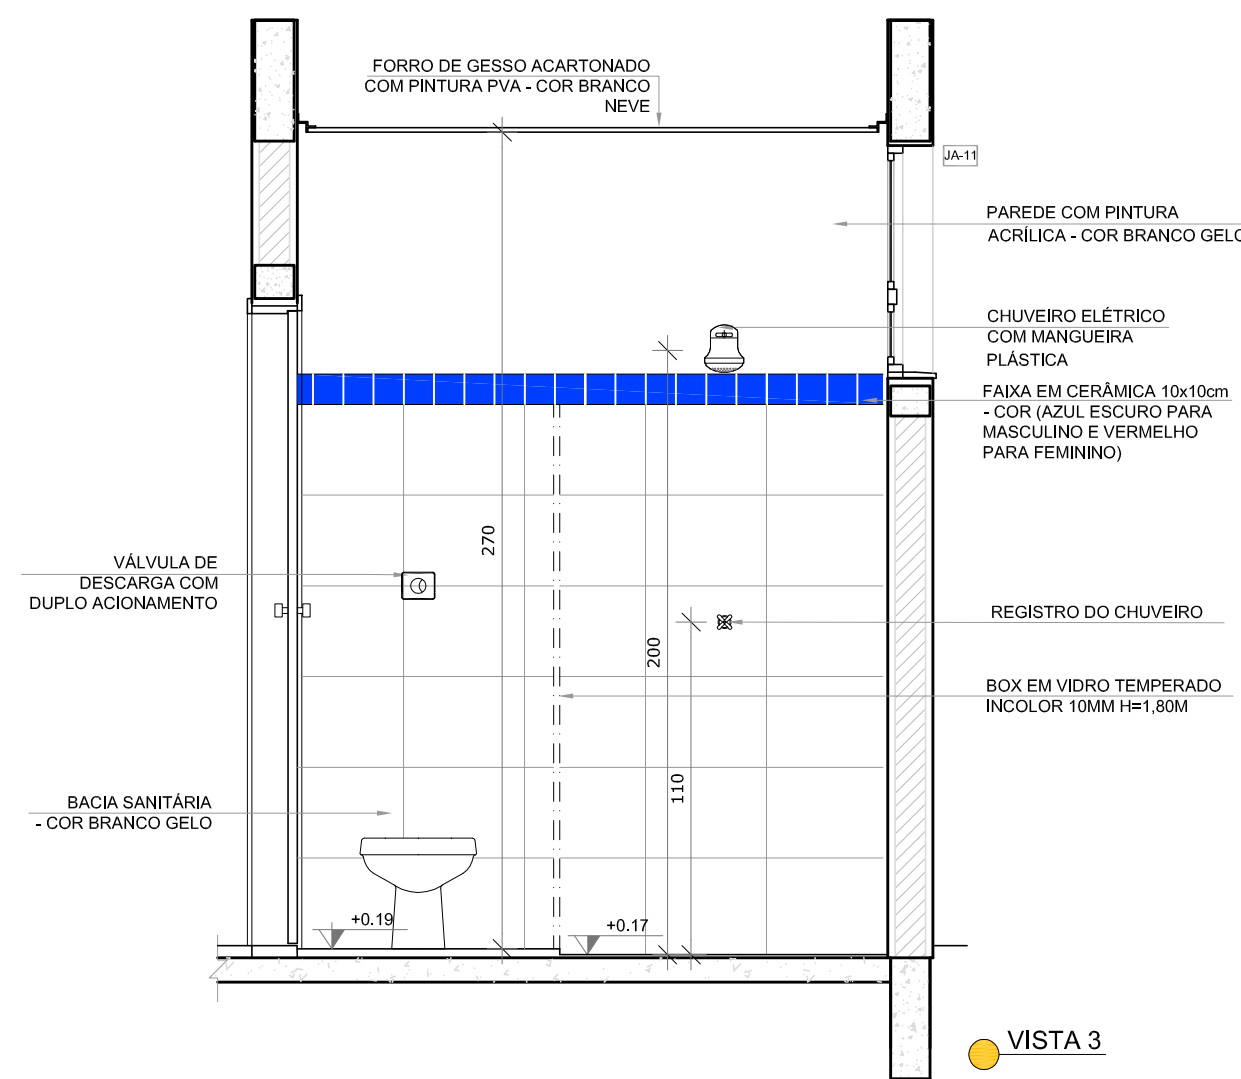 FORRO DE GESSO ACARTONADO
COM PINTURA PVA - COR BRANCO
NEVE
JA-11
PAREDE COM PINTURA
ACRÍLICA - COR BRANCO GELO
CHUVEIRO ELÉTRICO
COM MANGUEIRA
PLÁSTICA
FAIXA EM CERÂMICA 10x10cm
- COR (AZUL ESCURO PARA
MASCULINO E VERMELHO
PARA FEMININO)
270
VÁLVULA DE
DESCARGA COM
DUPLO ACIONAMENTO
REGISTRO DO CHUVEIRO
200
BOX EM VIDRO TEMPERADO
INCOLOR 10MM H=1,80M
110
BACIA SANITÁRIA
- COR BRANCO GELO
+0.19
+0.17
VISTA 3